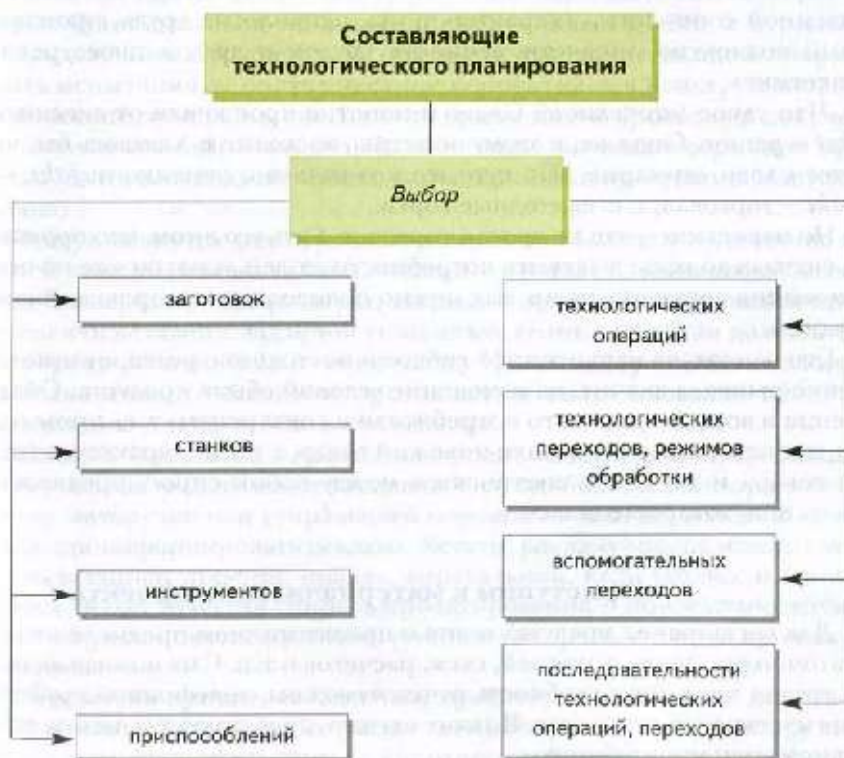 Составляющие
технологического планирования
Выбор
заготовок
станков
инструментов
приспособлений
технологических
операций
технологических
переходов, режимов
обработки
вспомогательных
переходов
последовательности
технологических
операций, переходов